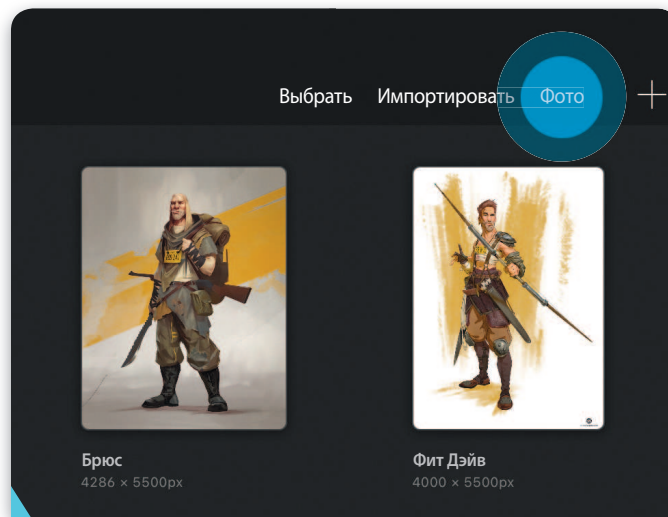 Выбрать Импортировать Фото
Брюс
4286 × 5500px
Фит Дэйв
4000 × 5500px